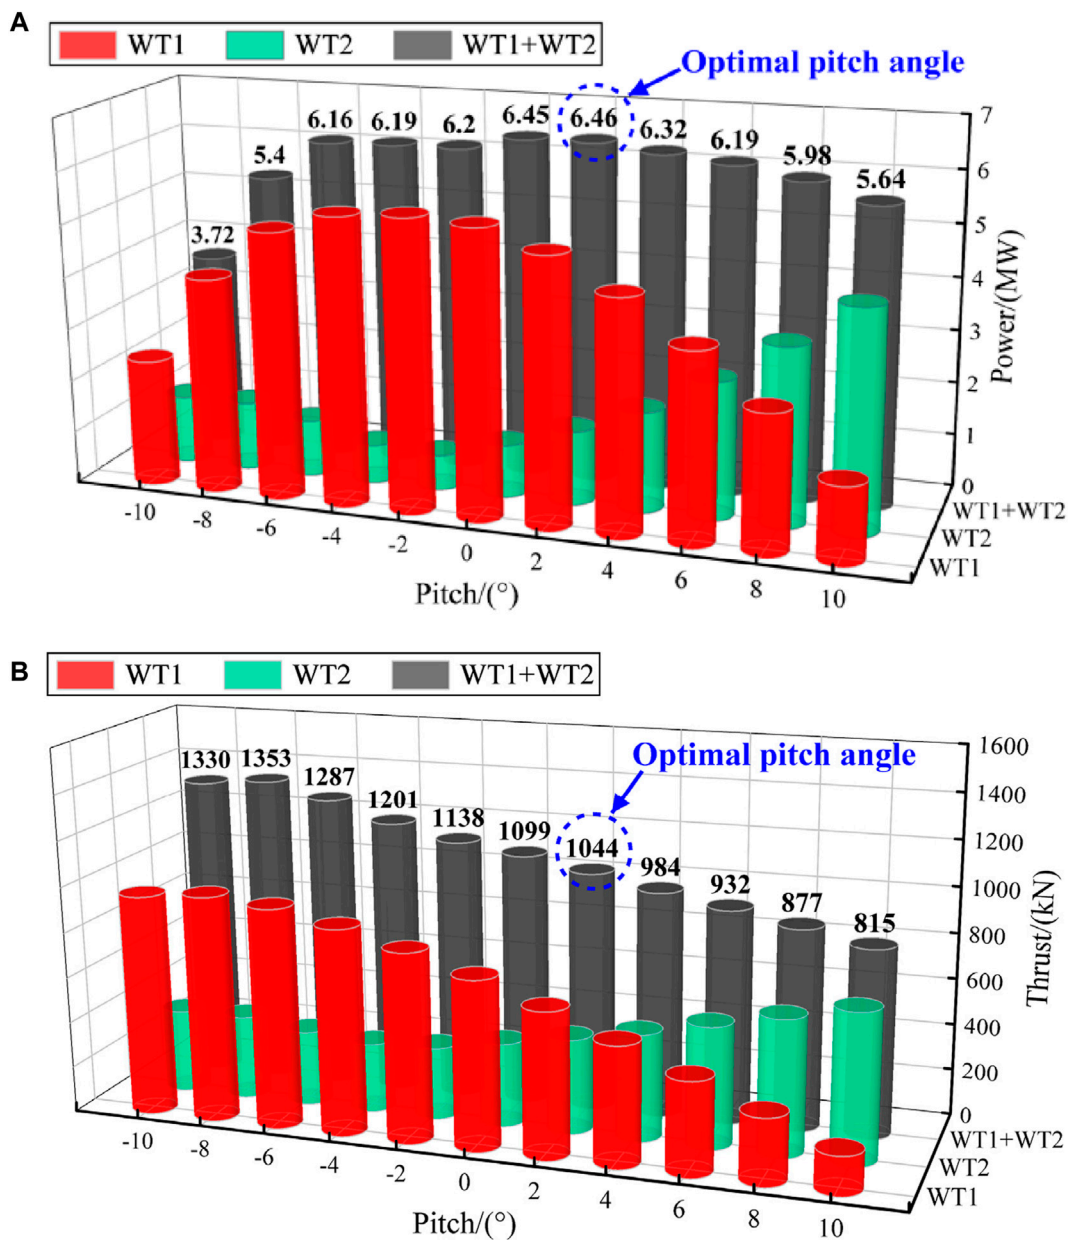 A
WT1 WT2 WT1+WT2
Optimal pitch angle
3.72 5.4 6.16 6.19 6.2 6.45 6.46 6.32 6.19 5.98 5.64
7
6
5
4
3
2
1
0
Power/(MW)
WT1+WT2
WT2
WT1
-10 -8 -6 -4 -2 0 2 4 6 8 10
Pitch/(°)
B
WT1 WT2 WT1+WT2
Optimal pitch angle
1330 1353 1287 1201 1138 1099 1044 984 932 877 815
1600
1400
1200
1000
800
600
400
200
0
Thrust/(kN)
WT1+WT2
WT2
WT1
-10 -8 -6 -4 -2 0 2 4 6 8 10
Pitch/(°)